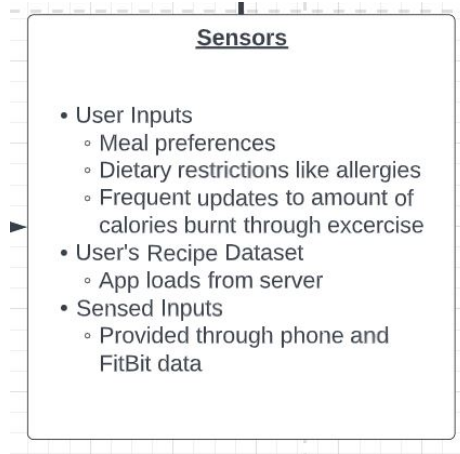 Sensors
• User Inputs
◦ Meal preferences
◦ Dietary restrictions like allergies
◦ Frequent updates to amount of
calories burnt through excercise
• User's Recipe Dataset
◦ App loads from server
• Sensed Inputs
◦ Provided through phone and
FitBit data